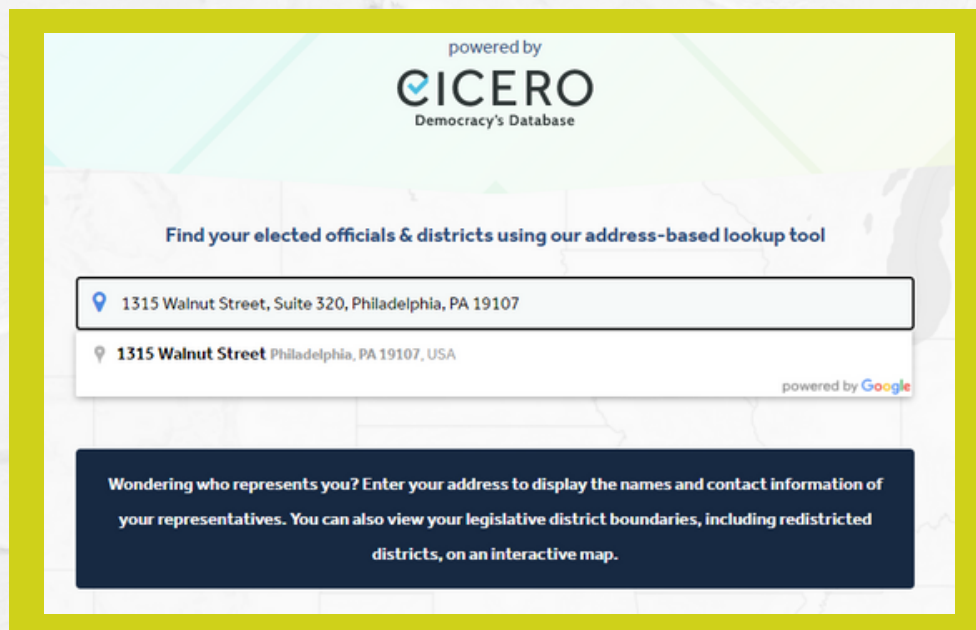 powered by
CICERO
Democracy's Database
Find your elected officials & districts using our address-based lookup tool
1315 Walnut Street, Suite 320, Philadelphia, PA 19107
1315 Walnut Street Philadelphia, PA 19107, USA
powered by Google
Wondering who represents you? Enter your address to display the names and contact information of
your representatives. You can also view your legislative district boundaries, including redistricted
districts, on an interactive map.